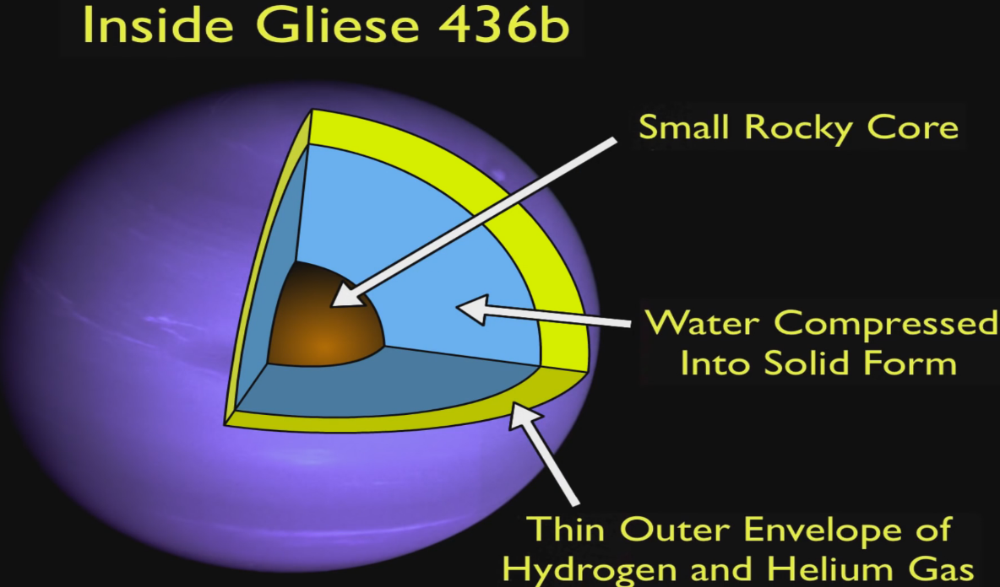 Inside Gliese 436b
Small Rocky Core
Water Compressed
Into Solid Form
Thin Outer Envelope of
Hydrogen and Helium Gas